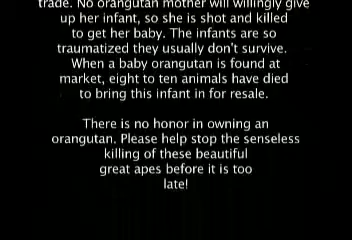 trade. No orangutan mother will willingly give
up her infant, so she is shot and killed
to get her baby. The infants are so
traumatized they usually don't survive.
When a baby orangutan is found at
market, eight to ten animals have died
to bring this infant in for resale.
There is no honor in owning an
orangutan. Please help stop the senseless
killing of these beautiful
great apes before it is too
late!